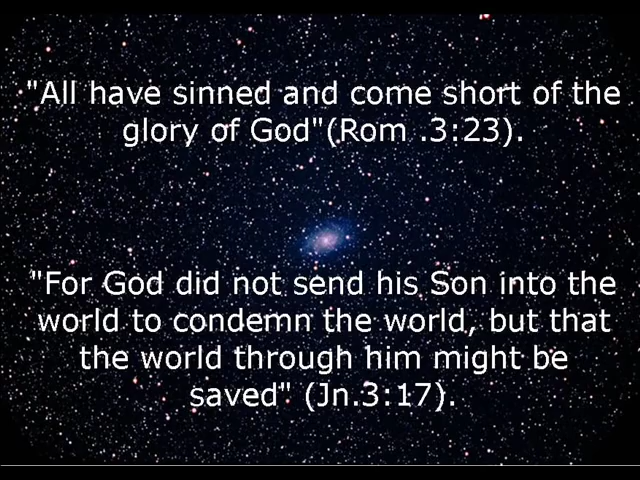 "All have sinned and come short of the
glory of God"(Rom .3:23).
"For God did not send his Son into the
world to condemn the world, but that
the world through him might be
saved" (Jn.3:17).